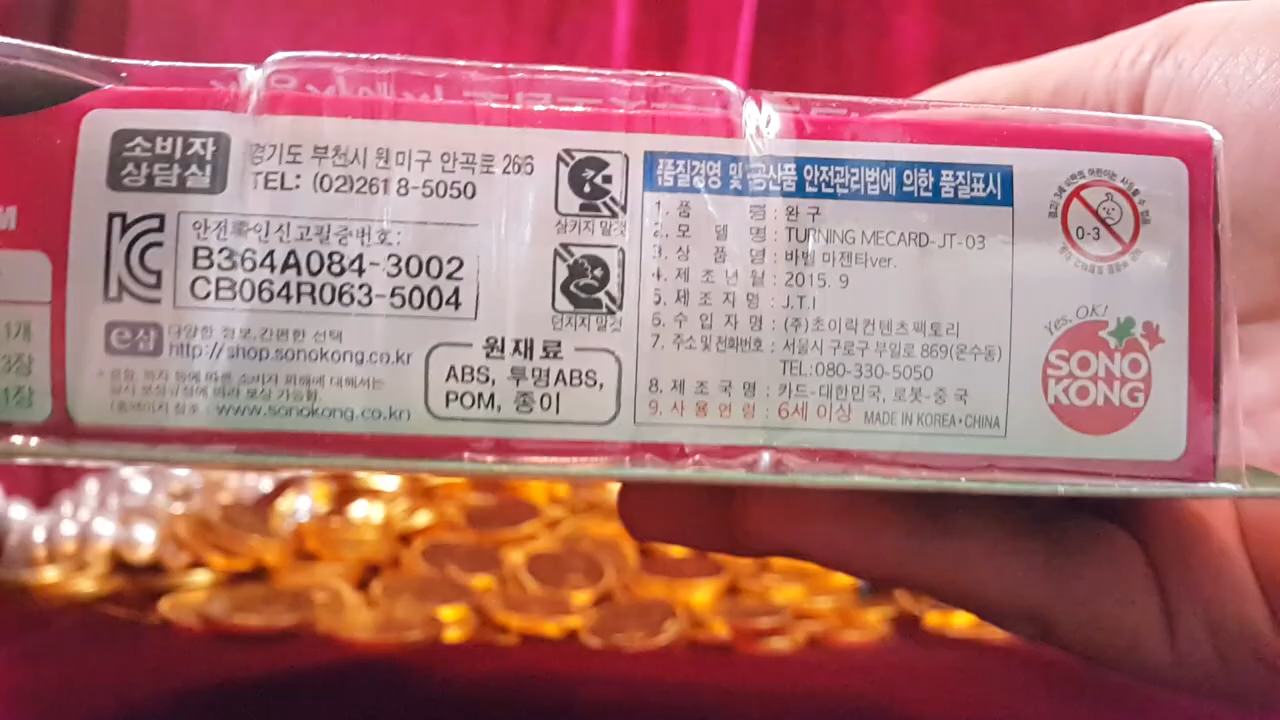 소비자
상담실
경기도 부천시 원미구 안곡로 266
TEL: (02)2618-5050
안전확인신고필증번호:
B364A084-3002
CB064R063-5004
e샵
다양한 정보, 간편한 선택
http://shop.sonokong.co.kr
www.sonokong.co.kr)
원재료
ABS, 투명ABS,
POM, 종이
삼키지 말것
던지지 말것
품질경영 및 공산품 안전관리법에 의한 품질표시
1. 품 명 : 완구
2. 모 델 명 : TURNING MECARD-JT-03
3. 상 품 명 : 바벨 마젠타ver.
4. 제 조 년 월 : 2015. 9
5. 제 조 자 명 : J.T.I
6. 수 입 자 명 : (주)초이락컨텐츠팩토리
7. 주소 및 전화번호 : 서울시 구로구 부일로 869(온수동)
TEL:080-330-5050
8. 제 조 국 명 : 카드-대한민국, 로봇-중국
9. 사 용 연 령 : 6세 이상 MADE IN KOREA•CHINA
0-3
Yes, OK!
SONO
KONG
1개
3장
1장